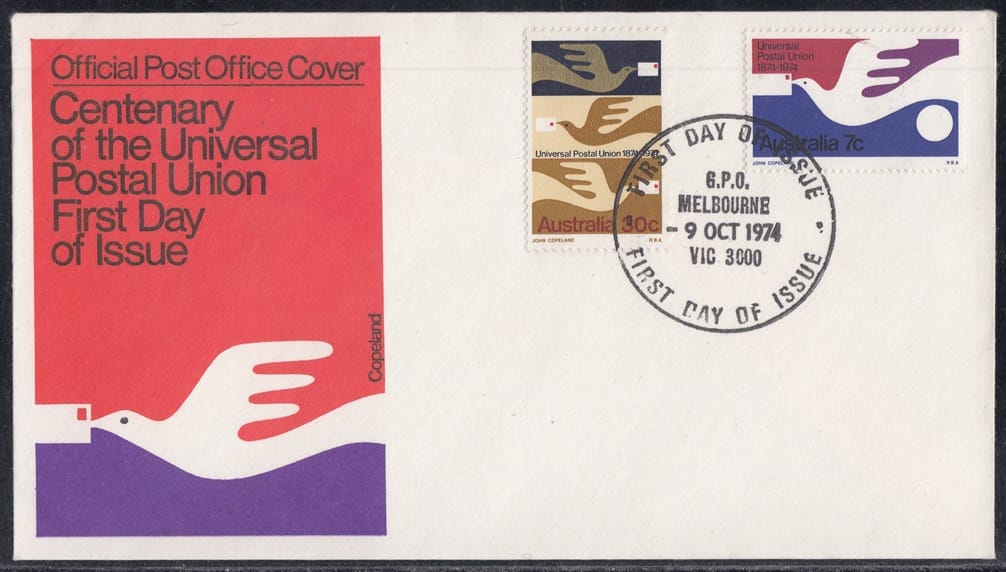 Official Post Office Cover
Centenary
of the Universal
Postal Union
First Day
of Issue
Copeland
Universal Postal Union 1874-1974
Australia 30c
JOHN COPELAND RBA
Universal
Postal Union
1874-1974
Australia 7c
JOHN COPELAND RBA
FIRST DAY OF ISSUE
G.P.O.
MELBOURNE
- 9 OCT 1974
VIC 3000
FIRST DAY OF ISSUE